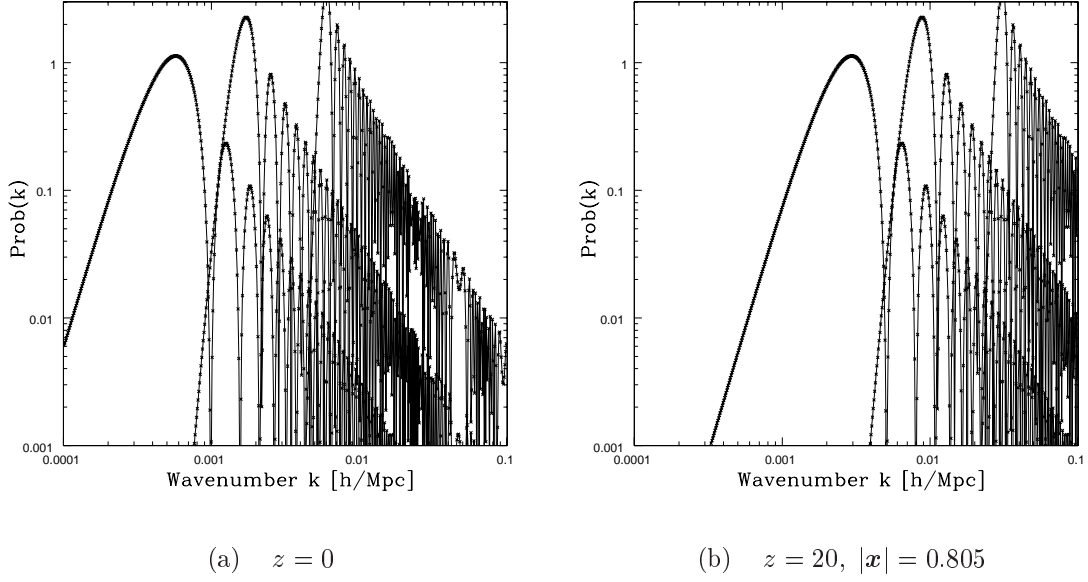 1
0.1
0.01
0.001
Prob(k)
0.0001
0.001
0.01
0.1
Wavenumber k [h/Mpc]
1
0.1
0.01
0.001
Prob(k)
0.0001
0.001
0.01
0.1
Wavenumber k [h/Mpc]
(a) z = 0
(b) z = 20, |x| = 0.805